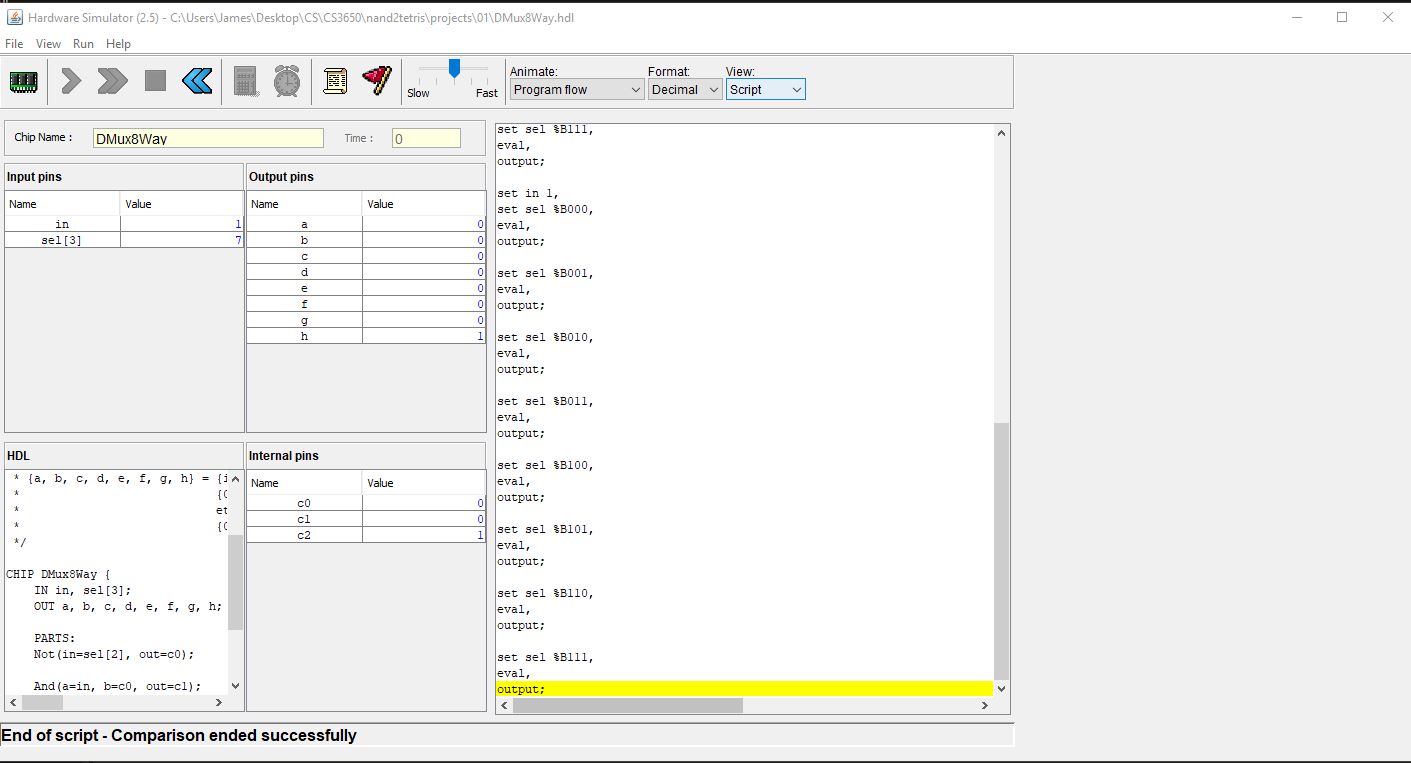 Hardware Simulator (2.5) - C:\Users\James\Desktop\CS\CS3650\nand2tetris\projects\01\DMux8Way.hdl
File View Run Help
Slow Fast
Animate: Format: View:
Program flow Decimal Script
Chip Name : DMux8Way Time : 0
Input pins
Name Value
in 1
sel[3] 7
Output pins
Name Value
a 0
b 0
c 0
d 0
e 0
f 0
g 0
h 1
HDL
* {a, b, c, d, e, f, g, h} = {i
* {0
* et
* {0
*/
CHIP DMux8Way {
IN in, sel[3];
OUT a, b, c, d, e, f, g, h;
PARTS:
Not(in=sel[2], out=c0);
And(a=in, b=c0, out=c1);
Internal pins
Name Value
c0 0
c1 0
c2 1
set sel %B111,
eval,
output;
set in 1,
set sel %B000,
eval,
output;
set sel %B001,
eval,
output;
set sel %B010,
eval,
output;
set sel %B011,
eval,
output;
set sel %B100,
eval,
output;
set sel %B101,
eval,
output;
set sel %B110,
eval,
output;
set sel %B111,
eval,
output;
End of script - Comparison ended successfully